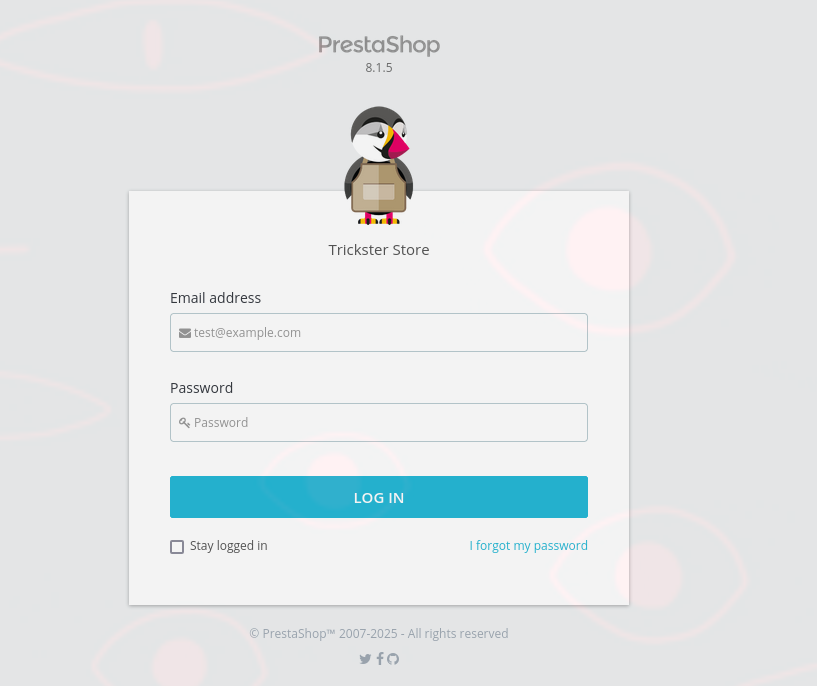 PrestaShop
8.1.5
Trickster Store
Email address
test@example.com
Password
Password
LOG IN
Stay logged in
I forgot my password
© PrestaShop™ 2007-2025 - All rights reserved